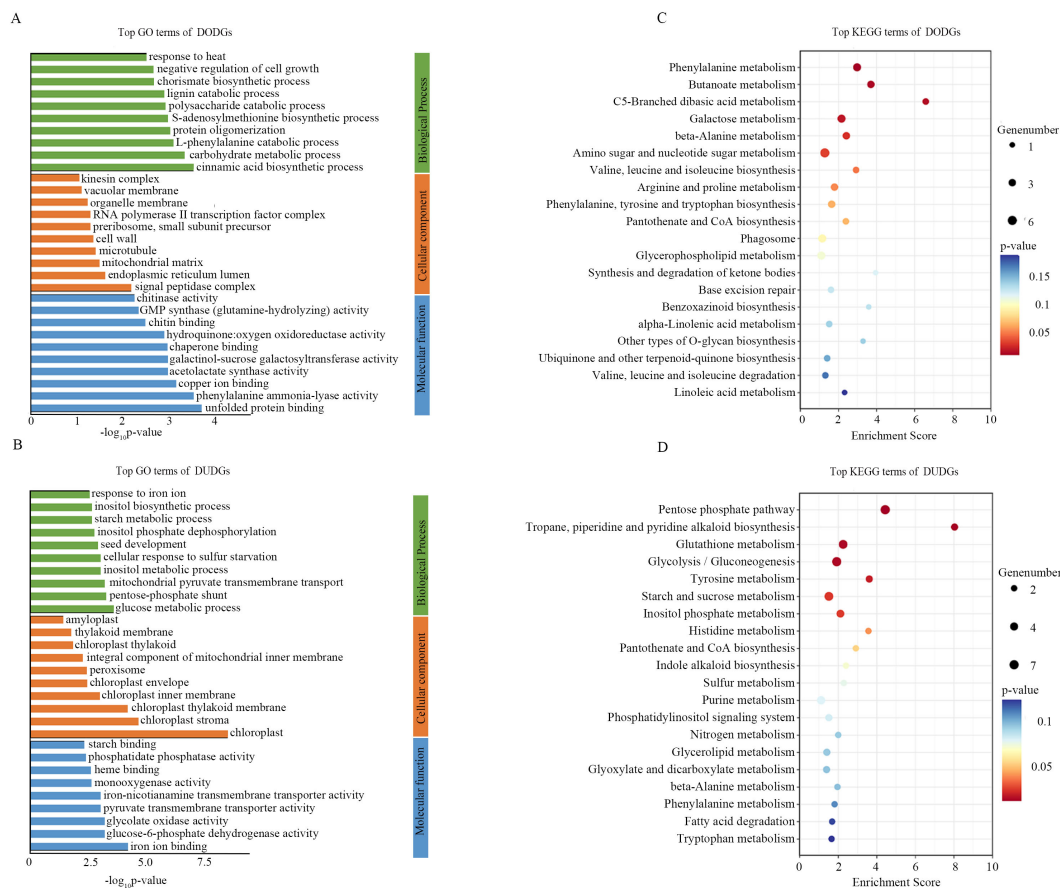 A
Top GO terms of DODGs
response to heat
negative regulation of cell growth
chorismate biosynthetic process
lignin catabolic process
polysaccharide catabolic process
S-adenosylmethionine biosynthetic process
protein oligomerization
L-phenylalanine catabolic process
carbohydrate metabolic process
cinnamic acid biosynthetic process
Biological Process
kinesin complex
vacuolar membrane
organelle membrane
RNA polymerase II transcription factor complex
preribosome, small subunit precursor
cell wall
microtubule
mitochondrial matrix
endoplasmic reticulum lumen
signal peptidase complex
Cellular component
chitinase activity
GMP synthase (glutamine-hydrolyzing) activity
chitin binding
hydroquinone:oxygen oxidoreductase activity
chaperone binding
galactinol-sucrose galactosyltransferase activity
acetolactate synthase activity
copper ion binding
phenylalanine ammonia-lyase activity
unfolded protein binding
Molecular function
0 1 2 3 4
-log10p-value
C
Top KEGG terms of DODGs
Phenylalanine metabolism
Butanoate metabolism
C5-Branched dibasic acid metabolism
Galactose metabolism
beta-Alanine metabolism
Amino sugar and nucleotide sugar metabolism
Valine, leucine and isoleucine biosynthesis
Arginine and proline metabolism
Phenylalanine, tyrosine and tryptophan biosynthesis
Pantothenate and CoA biosynthesis
Phagosome
Glycerophospholipid metabolism
Synthesis and degradation of ketone bodies
Base excision repair
Benzoxazinoid biosynthesis
alpha-Linolenic acid metabolism
Other types of O-glycan biosynthesis
Ubiquinone and other terpenoid-quinone biosynthesis
Valine, leucine and isoleucine degradation
Linoleic acid metabolism
0 2 4 6 8 10
Enrichment Score
Genenumber
1
3
6
p-value
0.15
0.1
0.05
B
Top GO terms of DUDGs
response to iron ion
inositol biosynthetic process
starch metabolic process
inositol phosphate dephosphorylation
seed development
cellular response to sulfur starvation
inositol metabolic process
mitochondrial pyruvate transmembrane transport
pentose-phosphate shunt
glucose metabolic process
Biological Process
amyloplast
thylakoid membrane
chloroplast thylakoid
integral component of mitochondrial inner membrane
peroxisome
chloroplast envelope
chloroplast inner membrane
chloroplast thylakoid membrane
chloroplast stroma
chloroplast
Cellular component
starch binding
phosphatidate phosphatase activity
heme binding
monooxygenase activity
iron-nicotianamine transmembrane transporter activity
pyruvate transmembrane transporter activity
glycolate oxidase activity
glucose-6-phosphate dehydrogenase activity
iron ion binding
Molecular function
0 2.5 5.0 7.5
-log10p-value
D
Top KEGG terms of DUDGs
Pentose phosphate pathway
Tropane, piperidine and pyridine alkaloid biosynthesis
Glutathione metabolism
Glycolysis / Gluconeogenesis
Tyrosine metabolism
Starch and sucrose metabolism
Inositol phosphate metabolism
Histidine metabolism
Pantothenate and CoA biosynthesis
Indole alkaloid biosynthesis
Sulfur metabolism
Purine metabolism
Phosphatidylinositol signaling system
Nitrogen metabolism
Glycerolipid metabolism
Glyoxylate and dicarboxylate metabolism
beta-Alanine metabolism
Phenylalanine metabolism
Fatty acid degradation
Tryptophan metabolism
0 2 4 6 8 10
Enrichment Score
Genenumber
2
4
7
p-value
0.1
0.05